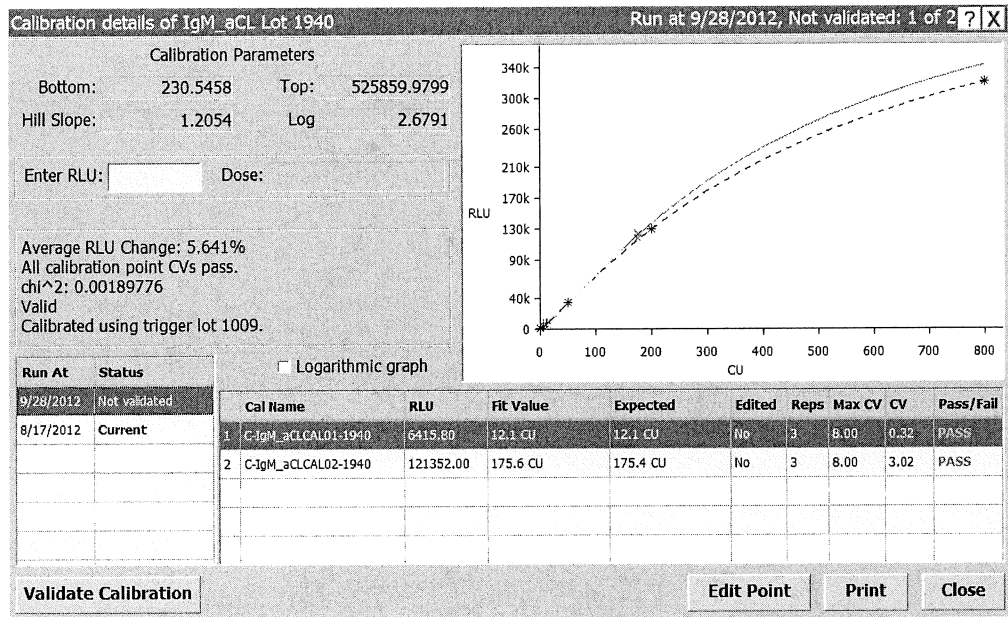 Calibration details of IgM_aCL Lot 1940 Run at 9/28/2012, Not validated: 1 of 2 ? X
Calibration Parameters
Bottom: 230.5458 Top: 525859.9799
Hill Slope: 1.2054 Log 2.6791
Enter RLU: Dose:
Average RLU Change: 5.641%
All calibration point CVs pass.
chi^2: 0.00189776
Valid
Calibrated using trigger lot 1009.
340k
300k
260k
210k
170k
RLU
130k
90k
40k
0
0 100 200 300 400 500 600 700 800
CU
Logarithmic graph
Run At Status
9/28/2012 Not validated
8/17/2012 Current
Cal Name RLU Fit Value Expected Edited Reps Max CV CV Pass/Fail
1 C-IgM_aCLCAL01-1940 6415.80 12.1 CU 12.1 CU No 3 8.00 0.32 PASS
2 C-IgM_aCLCAL02-1940 121352.00 175.6 CU 175.4 CU No 3 8.00 3.02 PASS
Validate Calibration Edit Point Print Close